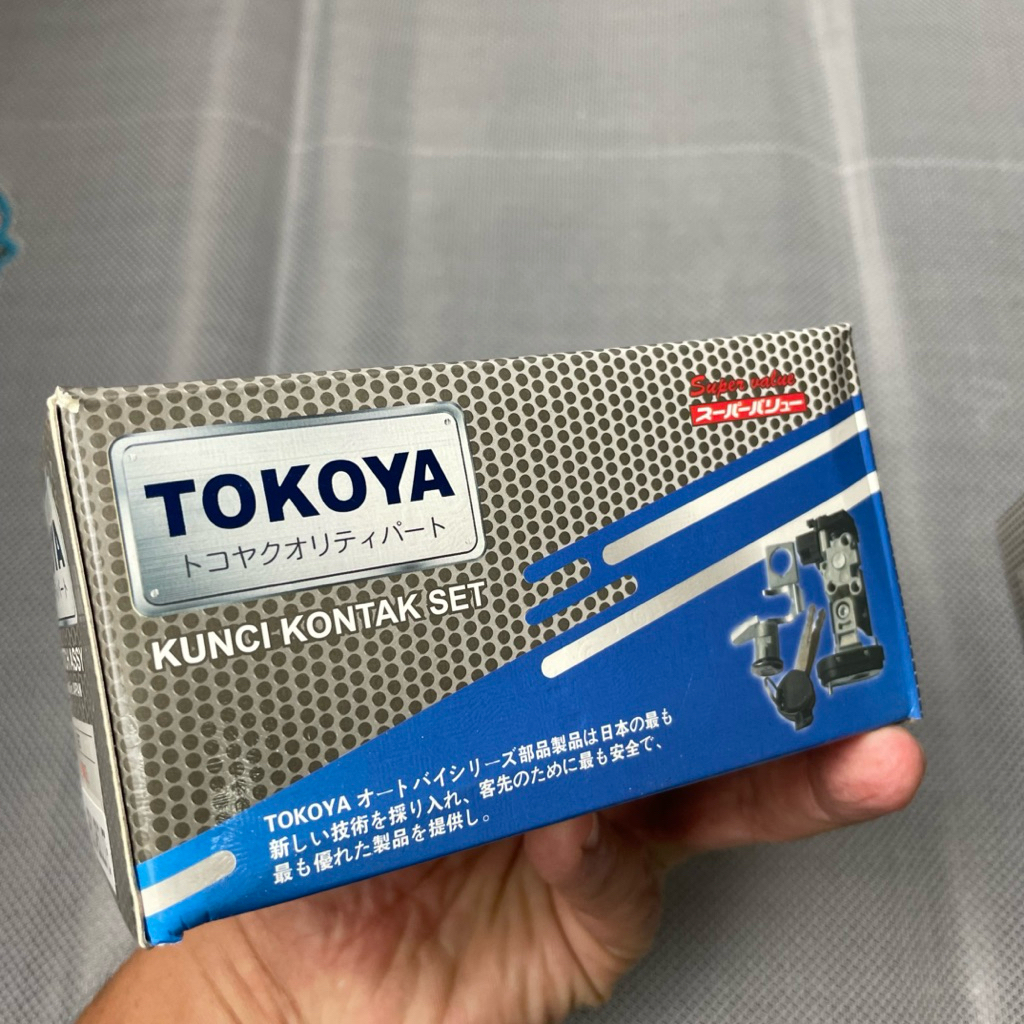 Super value
スーパーバリュー
TOKOYA
トコヤクオリティパート
KUNCI KONTAK SET
TOKOYA オートバイシリーズ部品製品は日本の最も
新しい技術を採り入れ、客先のために最も安全で、
最も優れた製品を提供し。
YA
ASSY